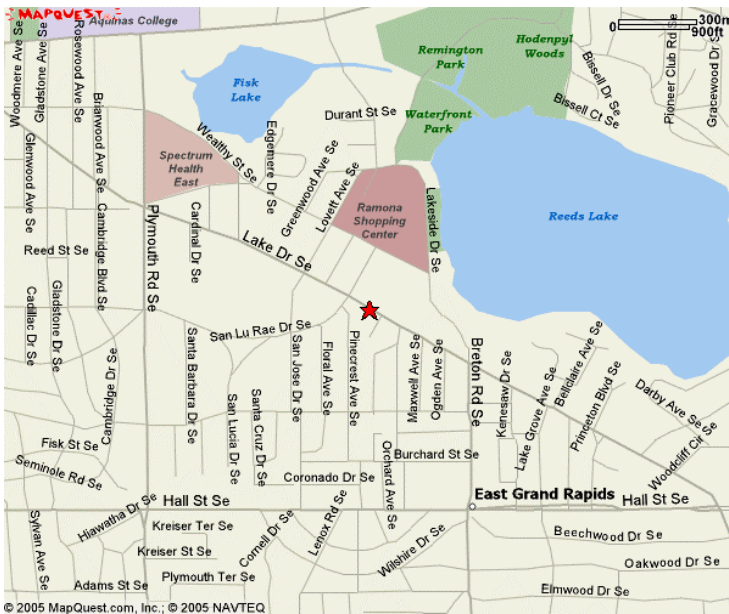 MAPQUEST
Aquinas College
0
300m
900ft
Woodmere Ave Se
Gladstone Ave Se
Rosewood Ave Se
Briarwood Ave Se
Remington
Park
Hodenpyl
Woods
Bissell Dr Se
Bissell Ct Se
Pioneer Club Rd Se
Gracewood Dr Se
Fisk
Lake
Durant St Se
Waterfront
Park
Wealthy St Se
Edgemere Dr Se
Spectrum
Health
East
Glenwood Ave Se
Greenwood Ave Se
Lovett Ave Se
Ramona
Shopping
Center
Lakeside Dr Se
Reeds Lake
Cambridge Blvd Se
Plymouth Rd Se
Cardinal Dr Se
Lake Dr Se
Reed St Se
Cadillac Dr Se
Gladstone Dr Se
San Lu Rae Dr Se
Cambridge Dr Se
Santa Barbara Dr Se
San Lucia Dr Se
Santa Cruz Dr Se
San Jose Dr Se
Floral Ave Se
Pinecrest Ave Se
Maxwell Ave Se
Ogden Ave Se
Breton Rd Se
Kenesaw Dr Se
Lake Grove Ave Se
Bellclaire Ave Se
Princeton Blvd Se
Darby Ave Se
Woodcliff Cir Se
Fisk St Se
Seminole Rd Se
Orchard Ave Se
Burchard St Se
Coronado Dr Se
East Grand Rapids
Hall St Se
Hall St Se
Hiawatha Dr Se
Sylvan Ave Se
Kreiser Ter Se
Kreiser St Se
Cornell Dr Se
Lenox Rd Se
Wilshire Dr Se
Beechwood Dr Se
Oakwood Dr Se
Plymouth Ter Se
Adams St Se
Elmwood Dr Se
© 2005 MapQuest.com, Inc.; © 2005 NAVTEQ